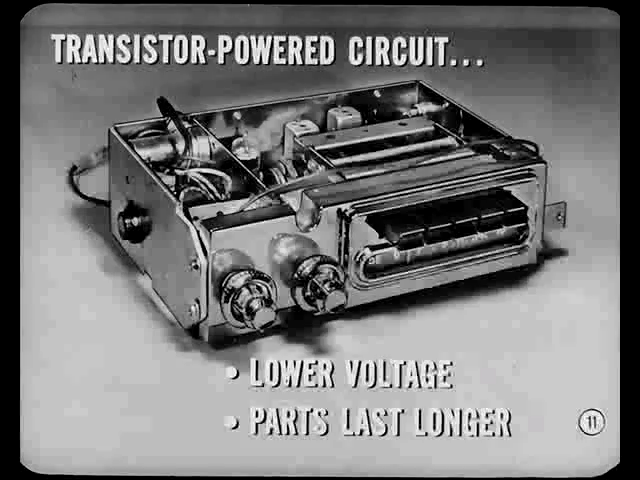 TRANSISTOR-POWERED CIRCUIT...
• LOWER VOLTAGE
• PARTS LAST LONGER
11